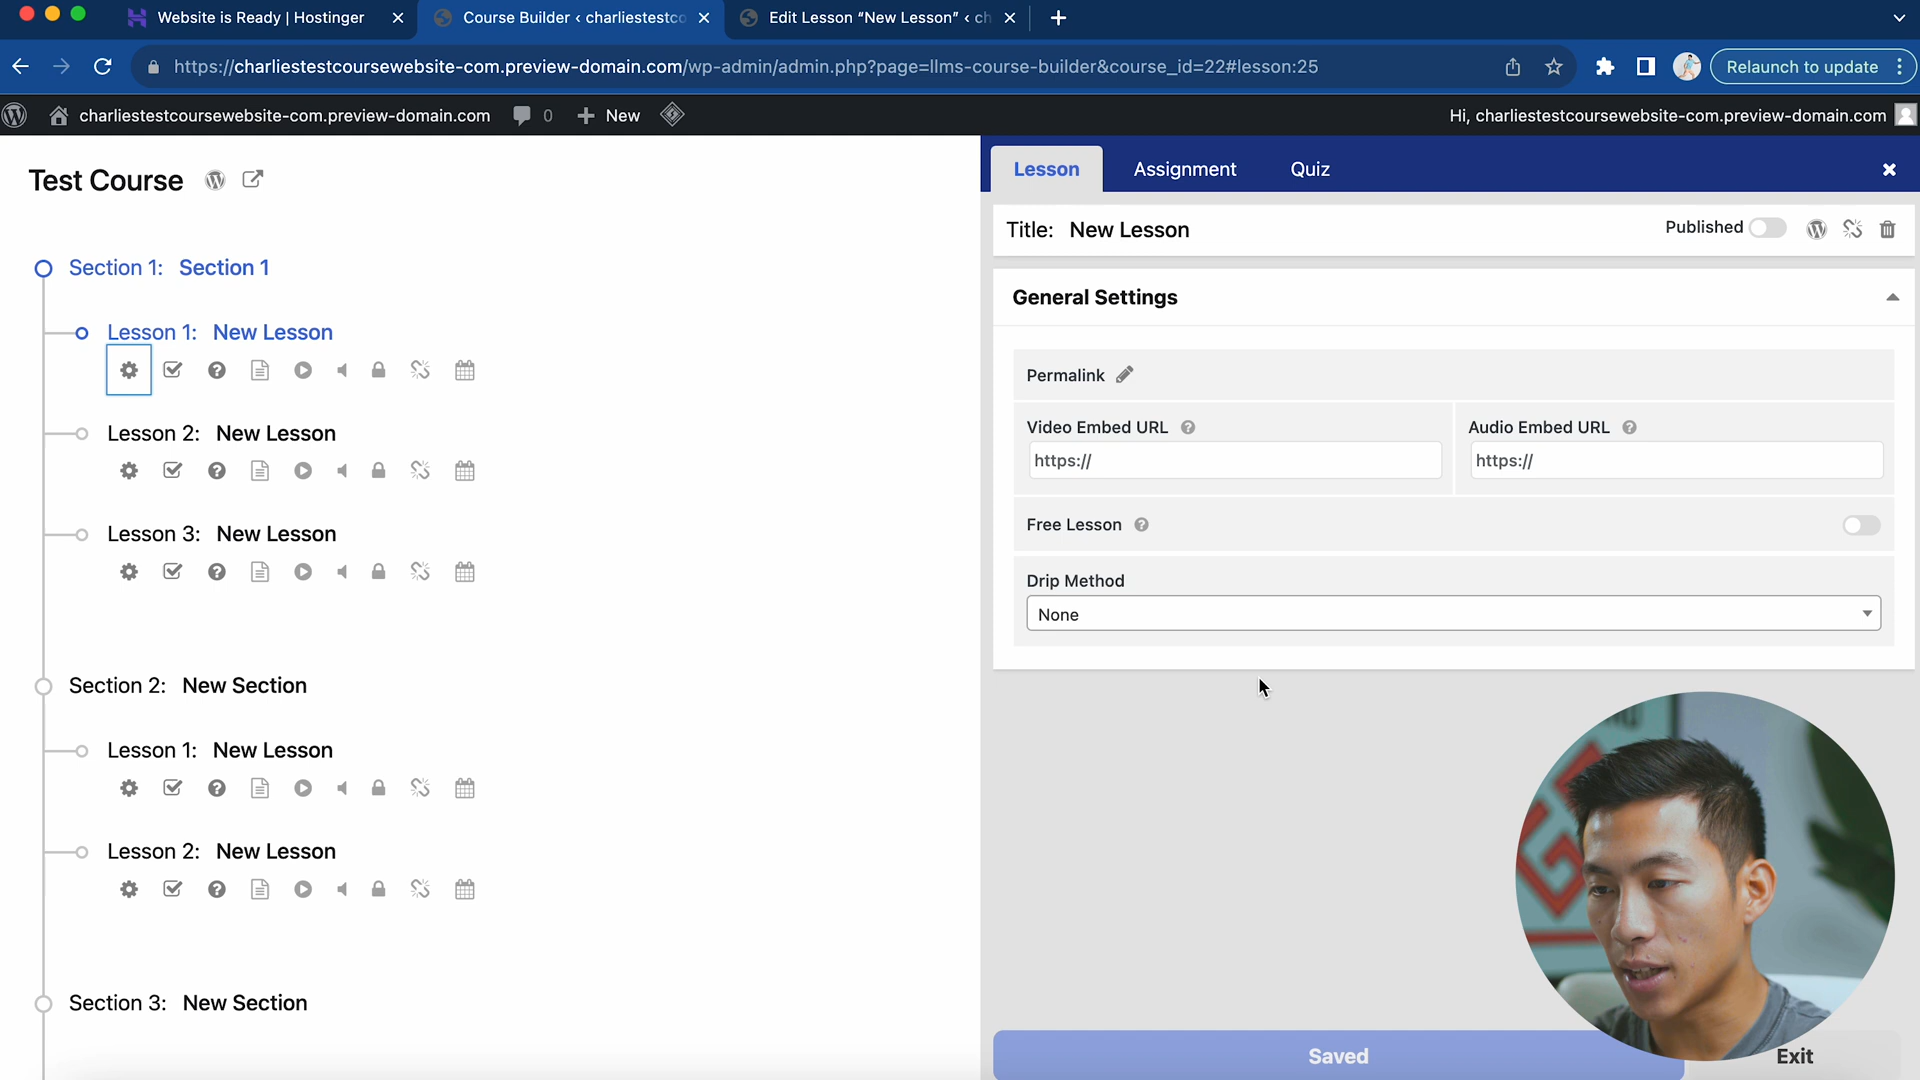 Website is Ready | Hostinger
Course Builder ‹ charliestestco
Edit Lesson “New Lesson” ‹ ch
https://charliestestcoursewebsite-com.preview-domain.com/wp-admin/admin.php?page=llms-course-builder&course_id=22#lesson:25
Relaunch to update
charliestestcoursewebsite-com.preview-domain.com
0
New
Hi, charliestestcoursewebsite-com.preview-domain.com
Test Course
Section 1: Section 1
Lesson 1: New Lesson
Lesson 2: New Lesson
Lesson 3: New Lesson
Section 2: New Section
Lesson 1: New Lesson
Lesson 2: New Lesson
Section 3: New Section
Lesson
Assignment
Quiz
Title: New Lesson
Published
General Settings
Permalink
Video Embed URL
https://
Audio Embed URL
https://
Free Lesson
Drip Method
None
Saved
Exit